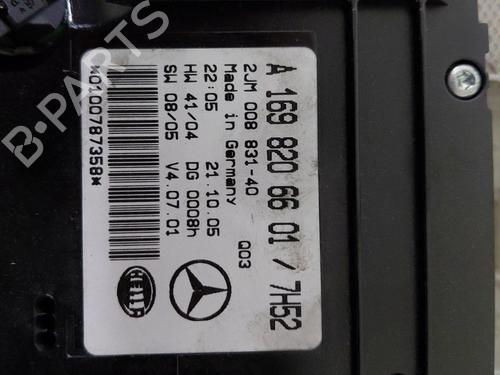 A 169 820 66 01 / 7H52
2JM 008 831-40 Q03
Made in Germany
22:05 21.10.05
HW 41/04 DG 0008h
SW 08/05 V4.07.01
*0100787358*
HELLA
B-PARTS